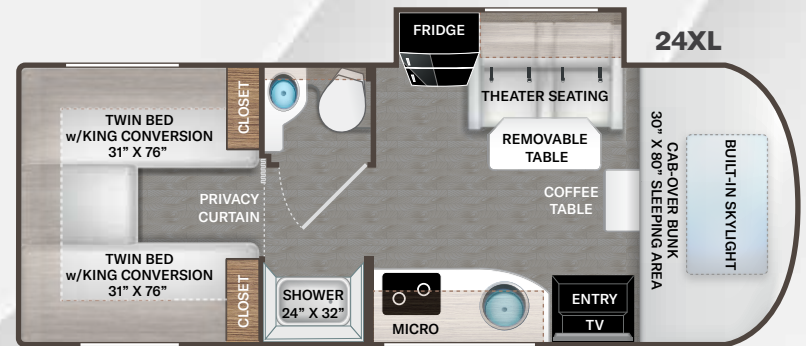 24XL
FRIDGE
THEATER SEATING
REMOVABLE
TABLE
COFFEE
TABLE
CAB-OVER BUNK
30” X 80” SLEEPING AREA
BUILT-IN SKYLIGHT
TWIN BED
w/KING CONVERSION
31” X 76”
CLOSET
PRIVACY
CURTAIN
TWIN BED
w/KING CONVERSION
31” X 76”
CLOSET
SHOWER
24” X 32”
MICRO
ENTRY
TV